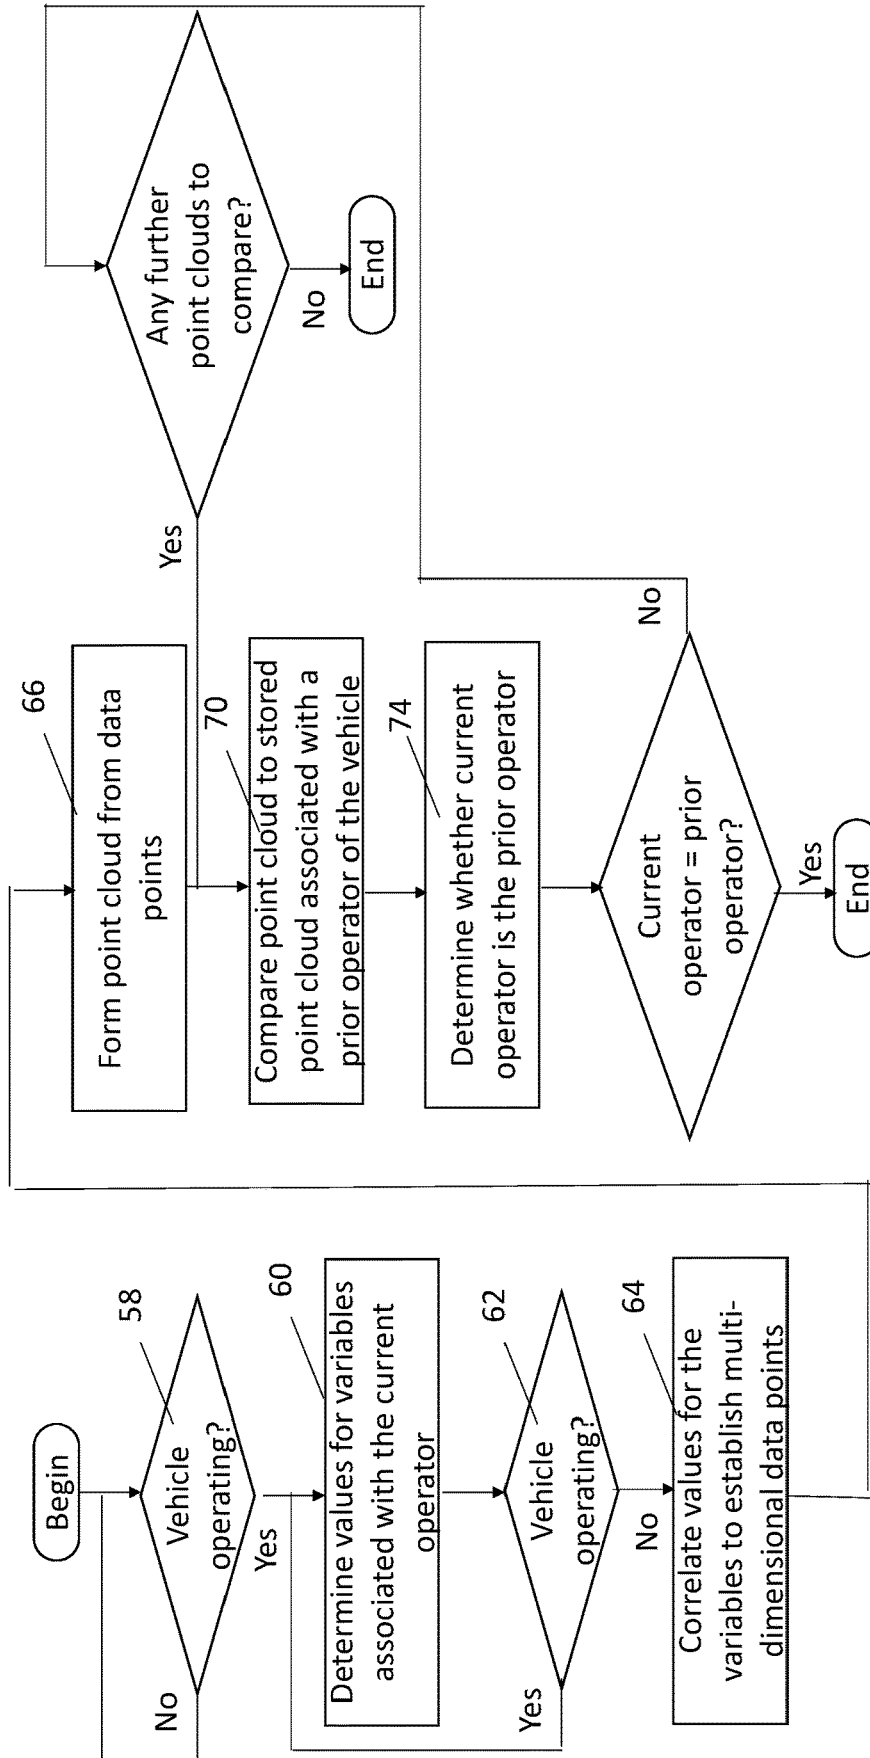 Begin
58
Vehicle
operating?
No
Yes
60
Determine values for variables
associated with the current
operator
62
Vehicle
operating?
Yes
No
64
Correlate values for the
variables to establish multi-
dimensional data points
66
Form point cloud from data
points
70
Compare point cloud to stored
point cloud associated with a
prior operator of the vehicle
74
Determine whether current
operator is the prior operator
Current
operator = prior
operator?
No
Yes
End
Any further
point clouds to
compare?
Yes
No
End